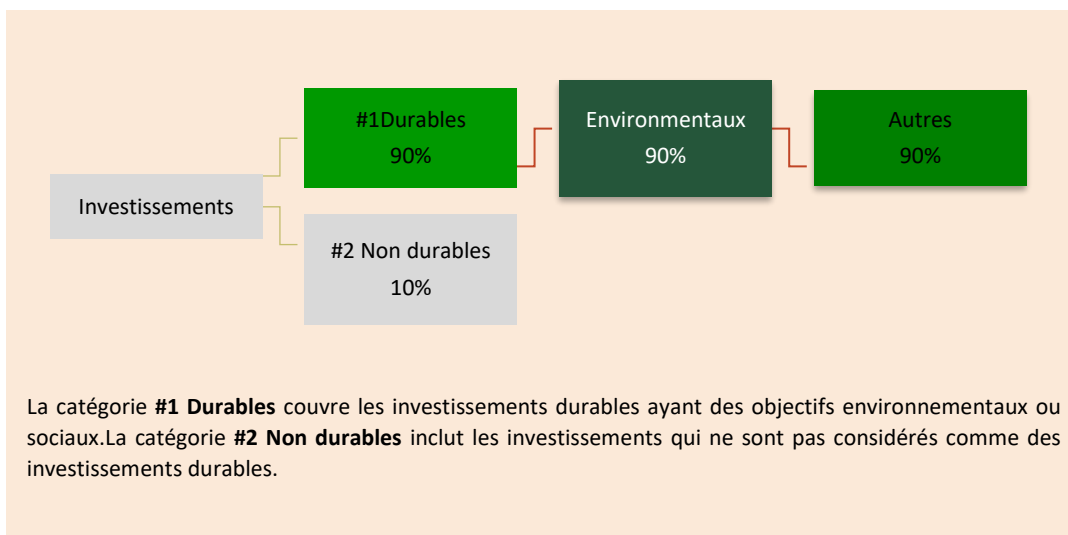 #1Durables
90%
Environmentaux
90%
Autres
90%
Investissements
#2 Non durables
10%
La catégorie #1 Durables couvre les investissements durables ayant des objectifs environnementaux ou
sociaux.La catégorie #2 Non durables inclut les investissements qui ne sont pas considérés comme des
investissements durables.